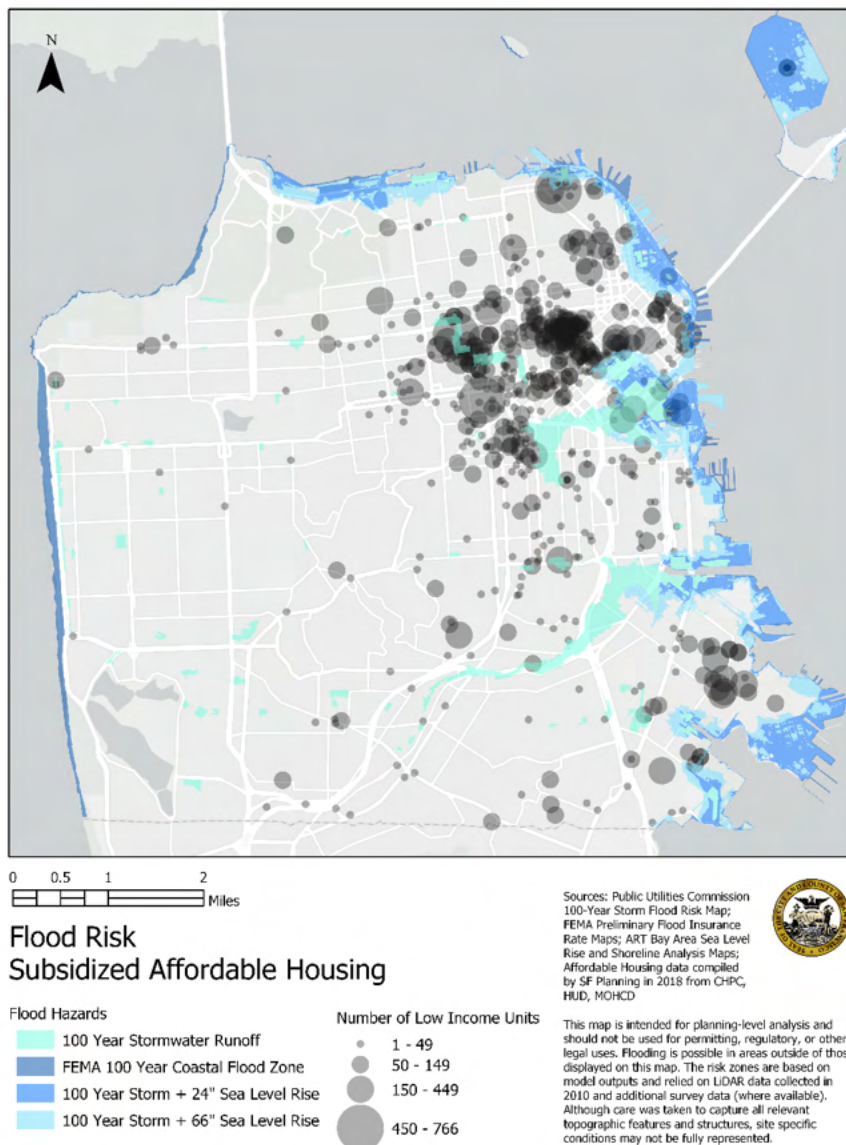 N
0 0.5 1 2
Miles
Flood Risk
Subsidized Affordable Housing
Flood Hazards
100 Year Stormwater Runoff
FEMA 100 Year Coastal Flood Zone
100 Year Storm + 24" Sea Level Rise
100 Year Storm + 66" Sea Level Rise
Number of Low Income Units
1 - 49
50 - 149
150 - 449
450 - 766
Sources: Public Utilities Commission
100-Year Storm Flood Risk Map;
FEMA Preliminary Flood Insurance
Rate Maps; ART Bay Area Sea Level
Rise and Shoreline Analysis Maps;
Affordable Housing data compiled
by SF Planning in 2018 from CHPC,
HUD, MOHCD
This map is intended for planning-level analysis and
should not be used for permitting, regulatory, or other
legal uses. Flooding is possible in areas outside of those
displayed on this map. The risk zones are based on
model outputs and relied on LiDAR data collected in
2010 and additional survey data (where available).
Although care was taken to capture all relevant
topographic features and structures, site specific
conditions may not be fully represented.